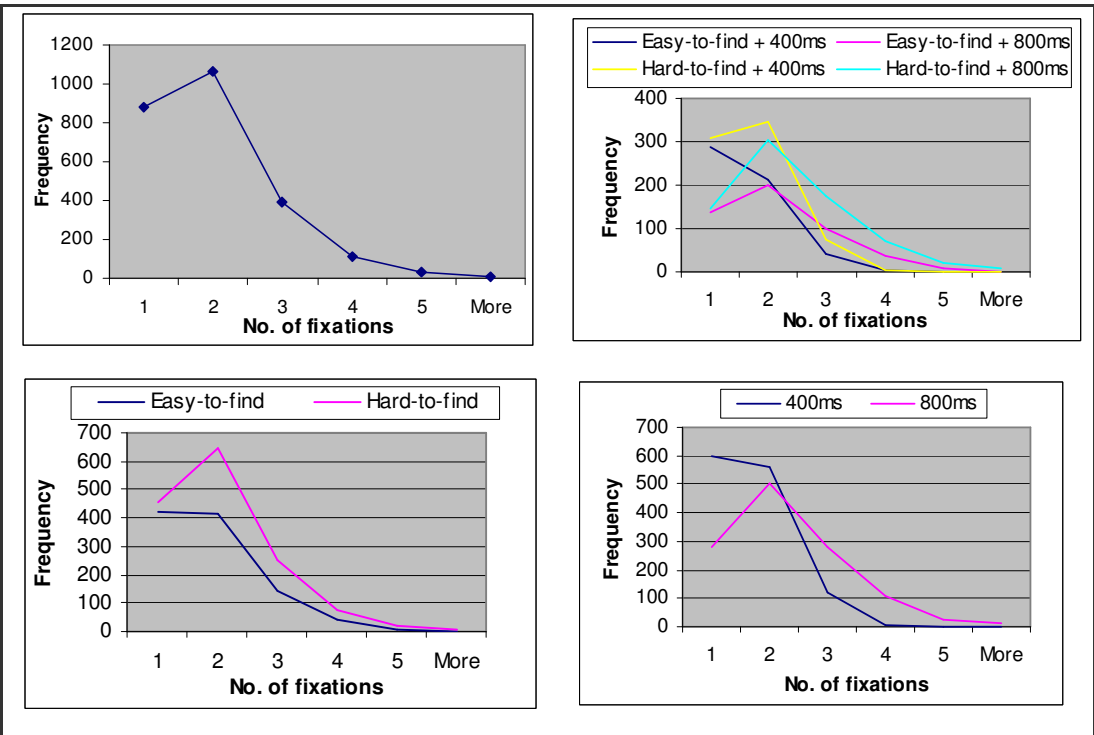 1200
1000
800
600
400
200
0
Frequency
1 2 3 4 5 More
No. of fixations
Easy-to-find + 400ms Easy-to-find + 800ms
Hard-to-find + 400ms Hard-to-find + 800ms
400
300
200
100
0
Frequency
1 2 3 4 5 More
No. of fixations
Easy-to-find Hard-to-find
700
600
500
400
300
200
100
0
Frequency
1 2 3 4 5 More
No. of fixations
400ms 800ms
700
600
500
400
300
200
100
0
Frequency
1 2 3 4 5 More
No. of fixations